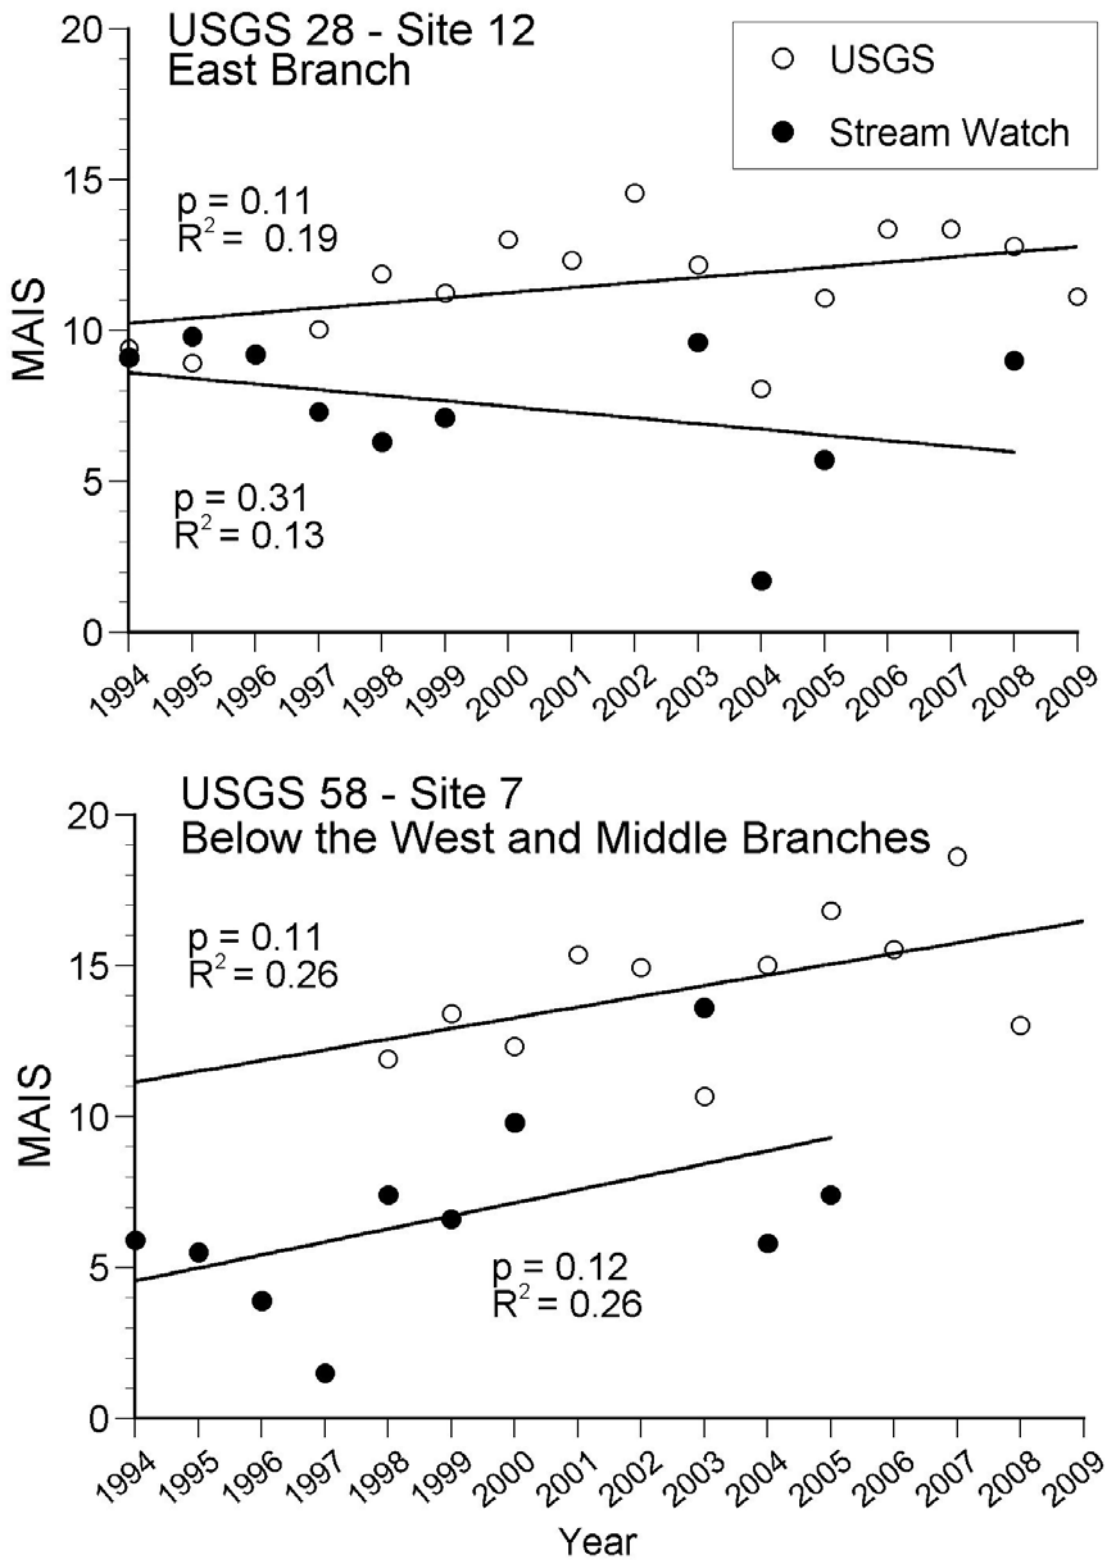 USGS 28 - Site 12
East Branch
USGS
Stream Watch
p = 0.11
R2 = 0.19
p = 0.31
R2 = 0.13
MAIS
20
15
10
5
0
1994 1995 1996 1997 1998 1999 2000 2001 2002 2003 2004 2005 2006 2007 2008 2009
USGS 58 - Site 7
Below the West and Middle Branches
p = 0.11
R2 = 0.26
p = 0.12
R2 = 0.26
MAIS
20
15
10
5
0
1994 1995 1996 1997 1998 1999 2000 2001 2002 2003 2004 2005 2006 2007 2008 2009
Year